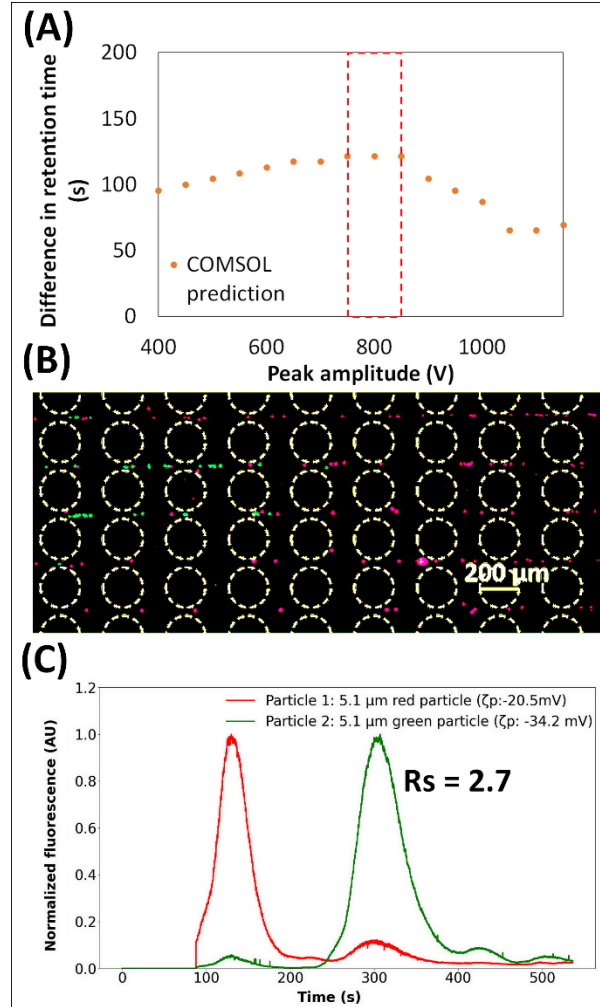 (A)
200
150
100
50
0
Difference in retention time
(s)
COMSOL
prediction
400 600 800 1000
Peak amplitude (V)
(B)
200 µm
(C)
1.2
1.0
0.8
0.6
0.4
0.2
0.0
Normalized fluorescence (AU)
Particle 1: 5.1 µm red particle (ζp:-20.5mV)
Particle 2: 5.1 µm green particle (ζp: -34.2 mV)
Rs = 2.7
0 100 200 300 400 500
Time (s)